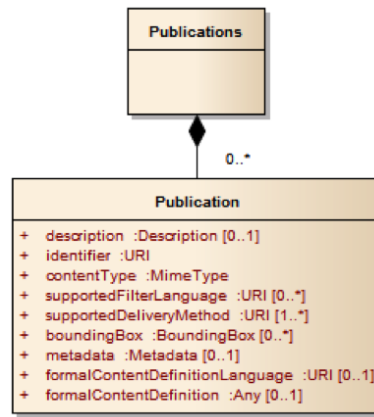 Publications
0..*
Publication
+ description :Description [0..1]
+ identifier :URI
+ contentType :MimeType
+ supportedFilterLanguage :URI [0..*]
+ supportedDeliveryMethod :URI [1..*]
+ boundingBox :BoundingBox [0..*]
+ metadata :Metadata [0..1]
+ formalContentDefinitionLanguage :URI [0..1]
+ formalContentDefinition :Any [0..1]